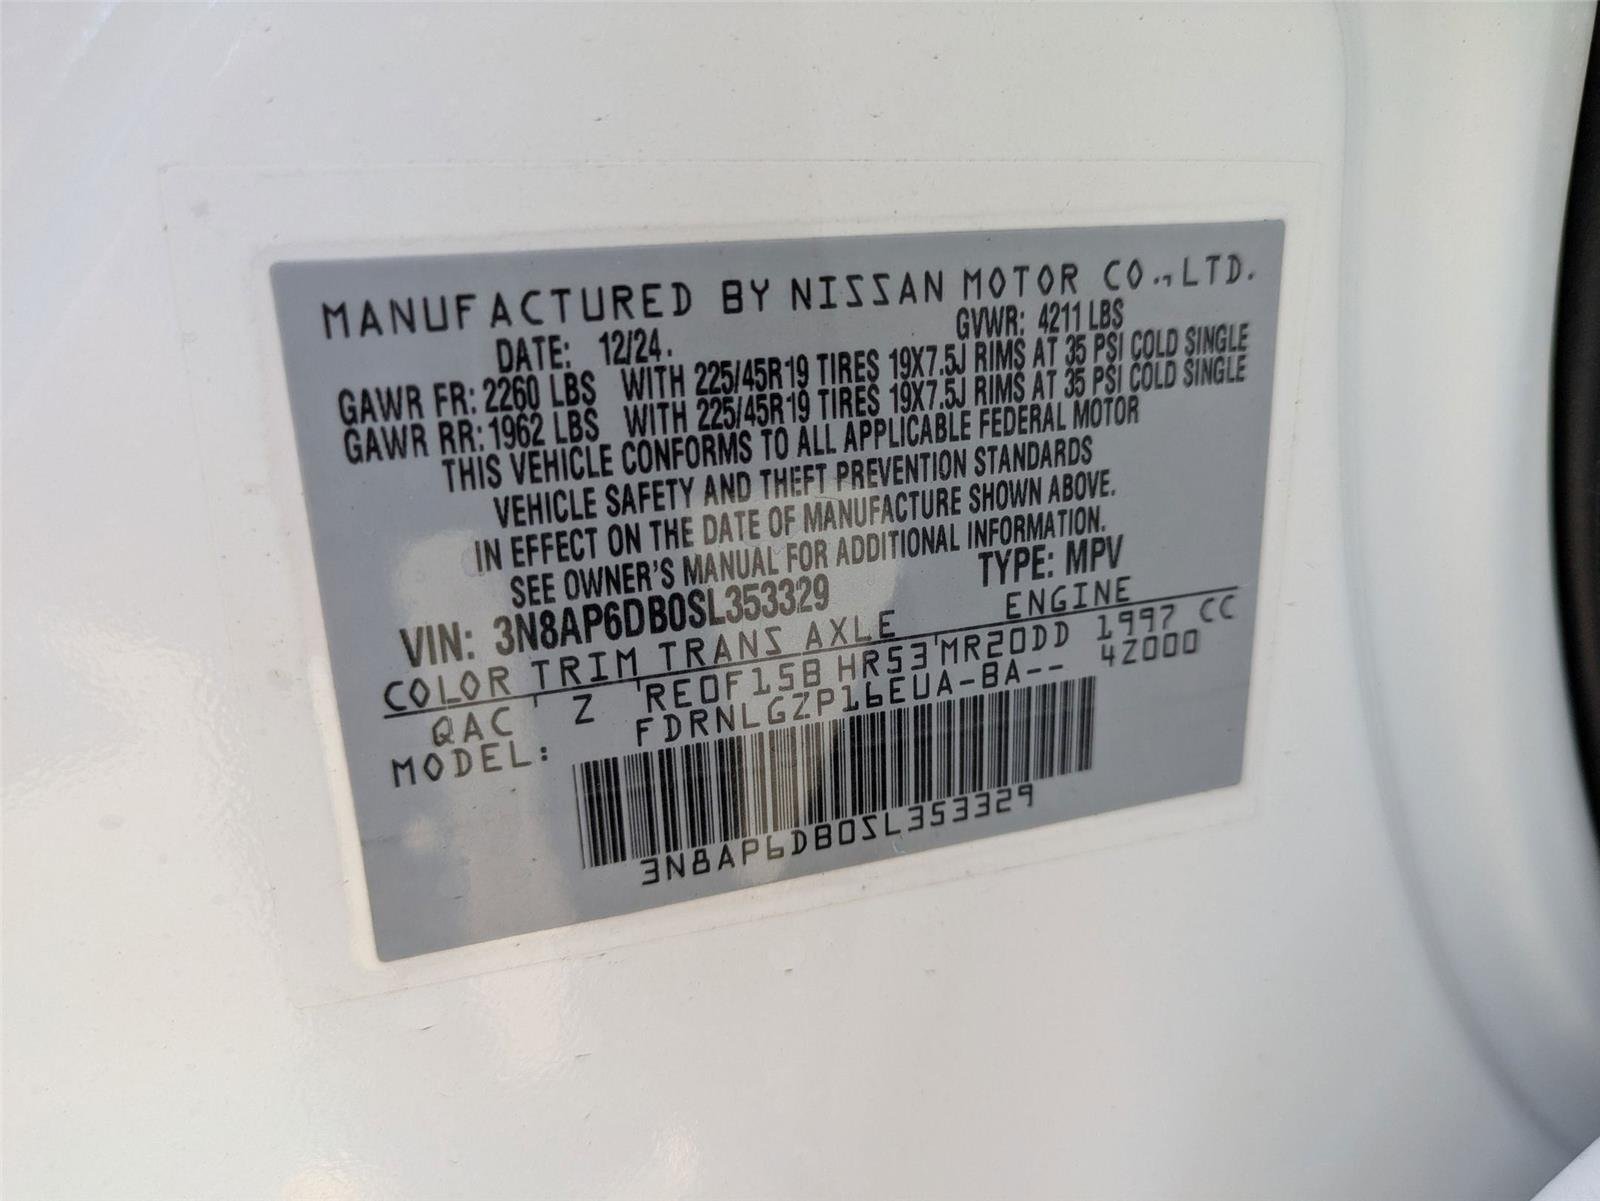 MANUFACTURED BY NISSAN MOTOR CO., LTD.
DATE: 12/24. GVWR: 4211 LBS
GAWR FR: 2260 LBS WITH 225/45R19 TIRES 19X7.5J RIMS AT 35 PSI COLD SINGLE
GAWR RR: 1962 LBS WITH 225/45R19 TIRES 19X7.5J RIMS AT 35 PSI COLD SINGLE
THIS VEHICLE CONFORMS TO ALL APPLICABLE FEDERAL MOTOR
VEHICLE SAFETY AND THEFT PREVENTION STANDARDS
IN EFFECT ON THE DATE OF MANUFACTURE SHOWN ABOVE.
SEE OWNER'S MANUAL FOR ADDITIONAL INFORMATION.
VIN: 3N8AP6DB0SL353329 TYPE: MPV
COLOR TRIM TRANS AXLE ENGINE
QAC Z RE0F15B HR53 MR20DD 1997 CC
MODEL: FDRNLGZP16EUA-BA-- 4Z000
3N8AP6DB0SL353329